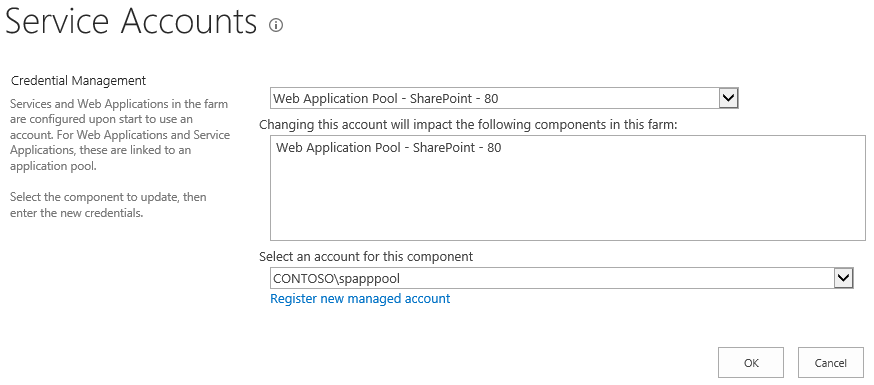 Service Accounts
Credential Management
Services and Web Applications in the farm
are configured upon start to use an
account. For Web Applications and Service
Applications, these are linked to an
application pool.
Select the component to update, then
enter the new credentials.
Web Application Pool - SharePoint - 80
Changing this account will impact the following components in this farm:
Web Application Pool - SharePoint - 80
Select an account for this component
CONTOSO\spapppool
Register new managed account
OK
Cancel